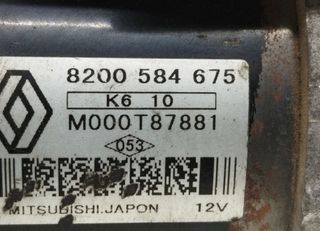 8200 584 675
K6 10
M000T87881
053
MITSUBISHI.JAPON 12V